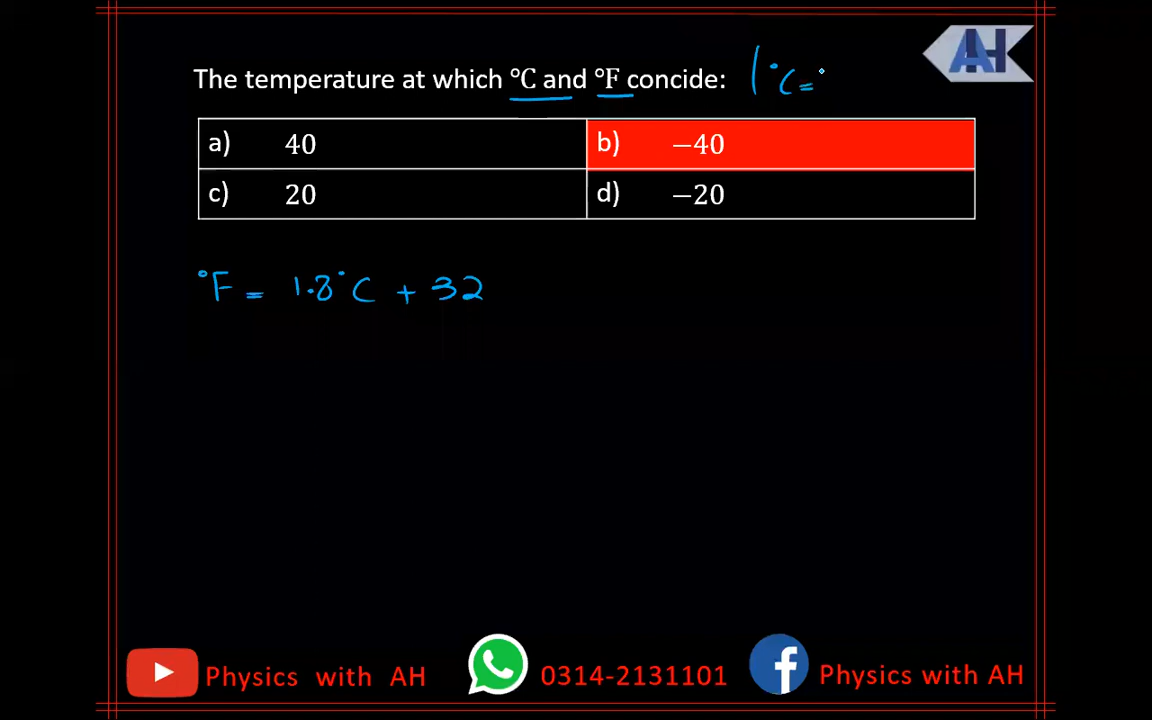 AH
The temperature at which °C and °F concide: (°C=°
a) 40 b) −40
c) 20 d) −20
°F = 1.8°C + 32
Physics with AH 0314-2131101 Physics with AH